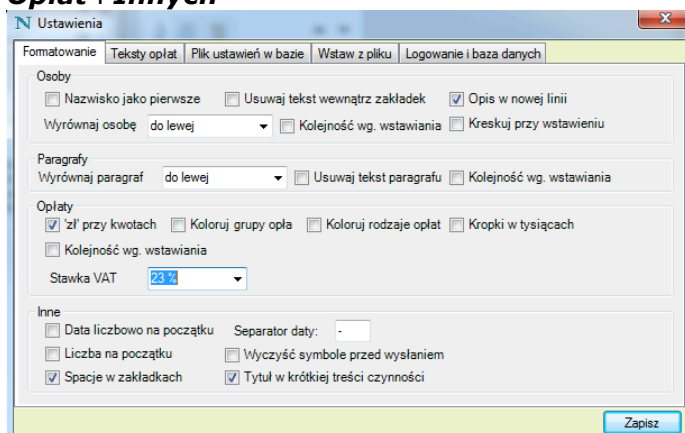 Opłat i Innych
Ustawienia
Formatowanie Teksty opłat Plik ustawień w bazie Wstaw z pliku Logowanie i baza danych
Osoby
Nazwisko jako pierwsze Usuwaj tekst wewnątrz zakładek Opis w nowej linii
Wyrównaj osobę do lewej Kolejność wg. wstawiania Kreskuj przy wstawieniu
Paragrafy
Wyrównaj paragraf do lewej Usuwaj tekst paragrafu Kolejność wg. wstawiania
Opłaty
'zł' przy kwotach Koloruj grupy opła Koloruj rodzaje opłat Kropki w tysiącach
Kolejność wg. wstawiania
Stawka VAT 23 %
Inne
Data liczbowo na początku Separator daty: -
Liczba na początku Wyczyść symbole przed wysłaniem
Spacje w zakładkach Tytuł w krótkiej treści czynności
Zapisz